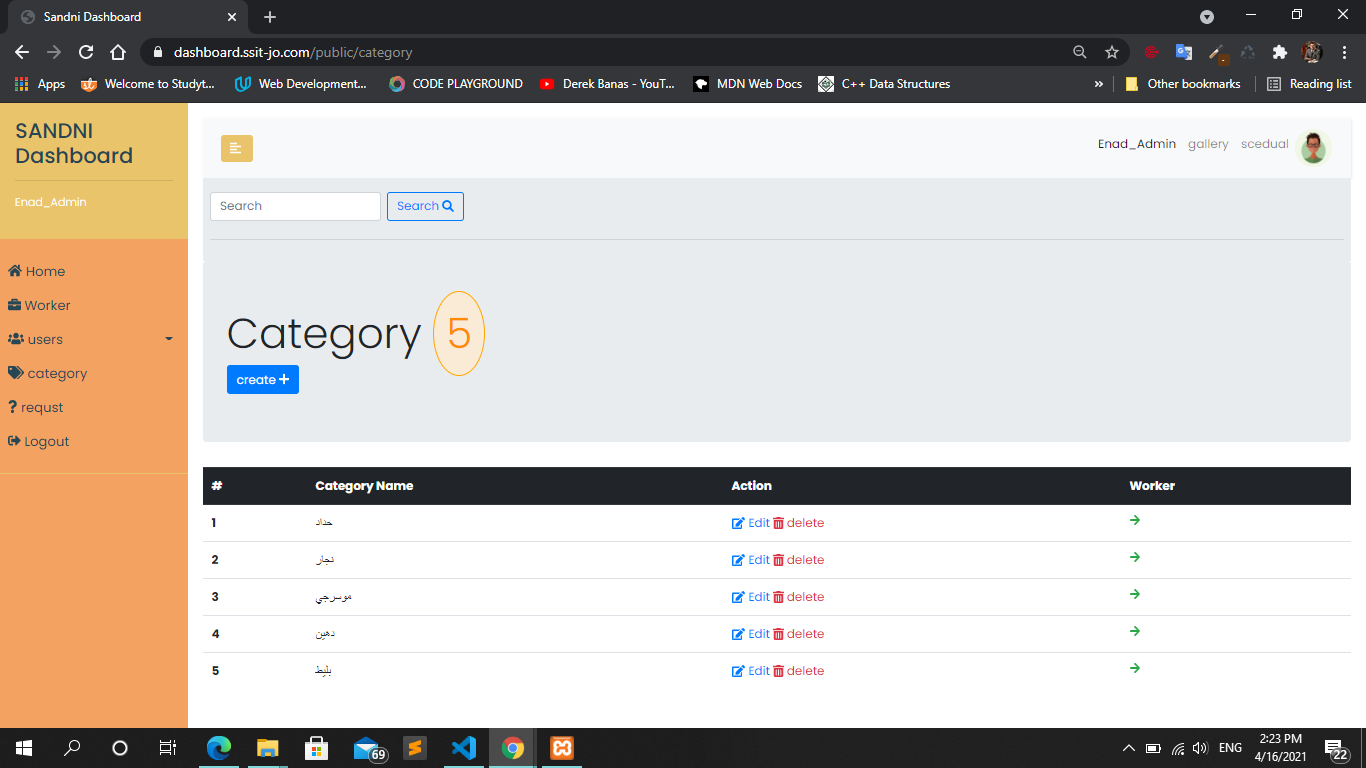 Sandni Dashboard
dashboard.ssit-jo.com/public/category
Apps Welcome to Studyt... Web Development... CODE PLAYGROUND Derek Banas - YouT... MDN Web Docs C++ Data Structures » Other bookmarks Reading list
SANDNI
Dashboard
Enad_Admin
Home
Worker
users
category
? requst
Logout
Enad_Admin gallery scedual
Search Search
Category 5
create +
# Category Name Action Worker
1 حداد Edit delete
2 نجار Edit delete
3 موسرجي Edit delete
4 دهين Edit delete
5 بليط Edit delete
69
ENG
2:23 PM
4/16/2021
22